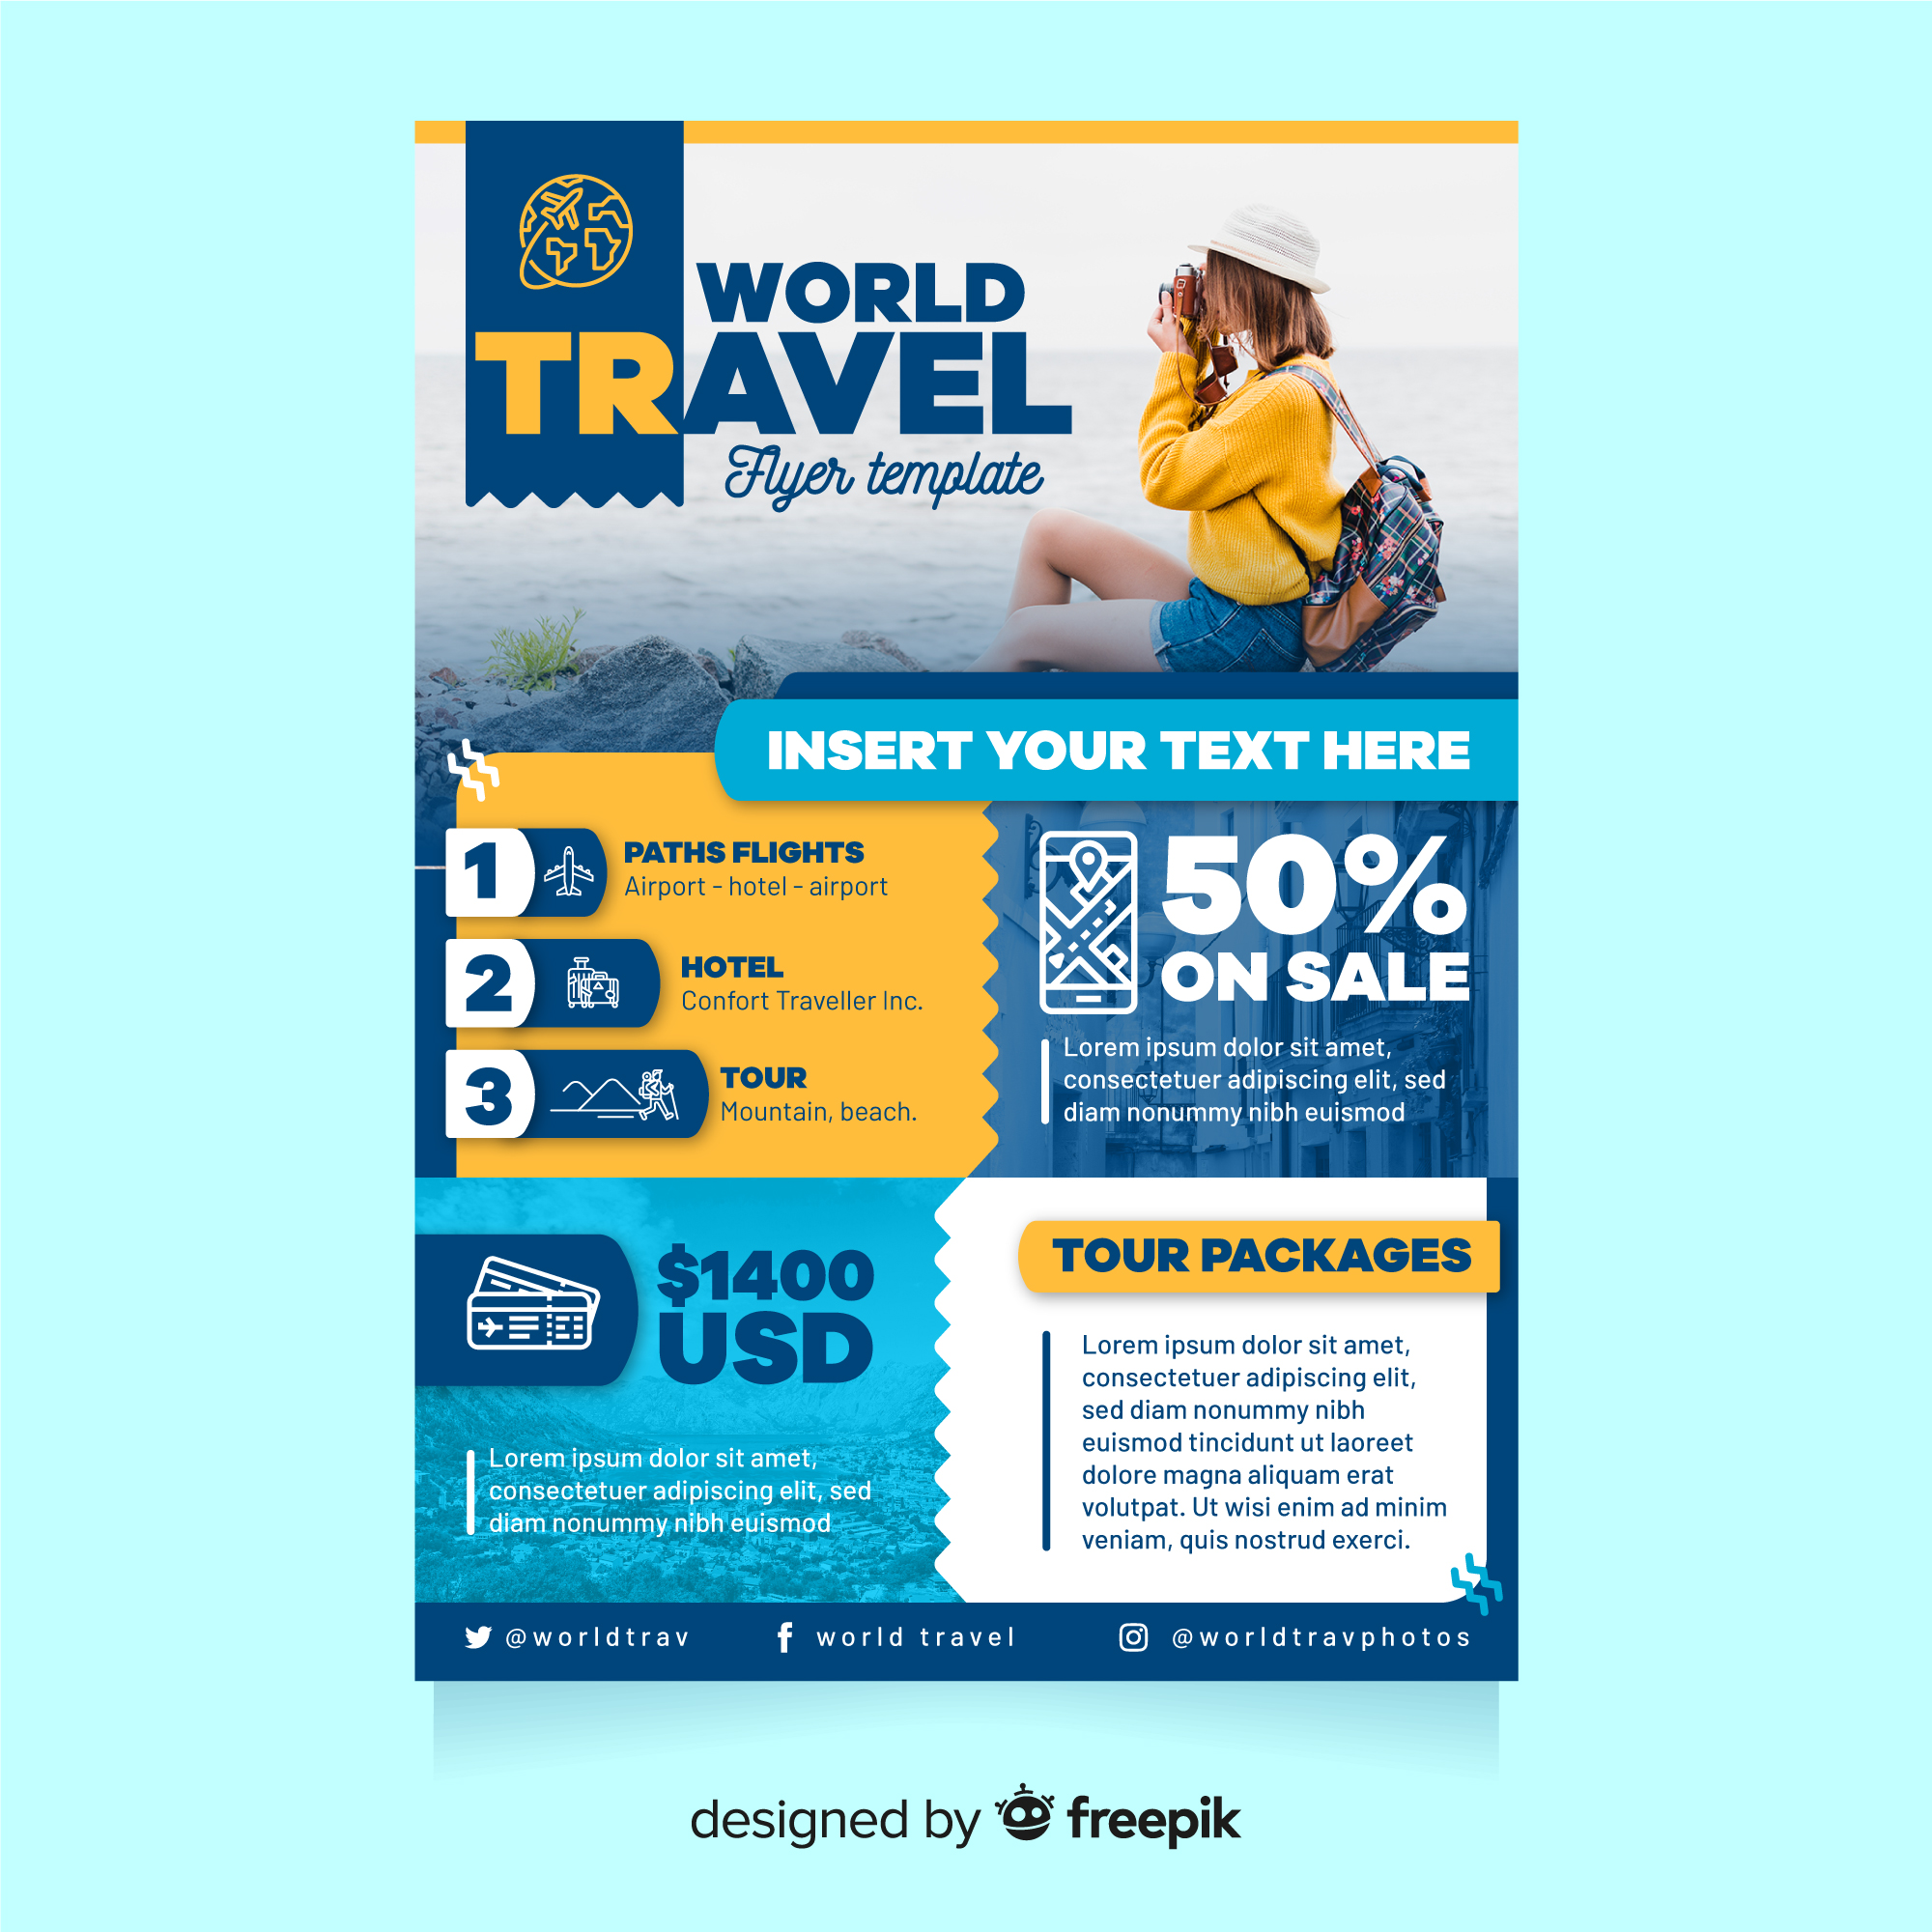 WORLD
TRAVEL
Flyer template
INSERT YOUR TEXT HERE
1
PATHS FLIGHTS
Airport - hotel - airport
2
HOTEL
Confort Traveller Inc.
3
TOUR
Mountain, beach.
50%
ON SALE
Lorem ipsum dolor sit amet,
consectetuer adipiscing elit, sed
diam nonummy nibh euismod
$1400
USD
Lorem ipsum dolor sit amet,
consectetuer adipiscing elit, sed
diam nonummy nibh euismod
TOUR PACKAGES
Lorem ipsum dolor sit amet,
consectetuer adipiscing elit,
sed diam nonummy nibh
euismod tincidunt ut laoreet
dolore magna aliquam erat
volutpat. Ut wisi enim ad minim
veniam, quis nostrud exerci.
@worldtrav
world travel
@worldtravphotos
designed by freepik